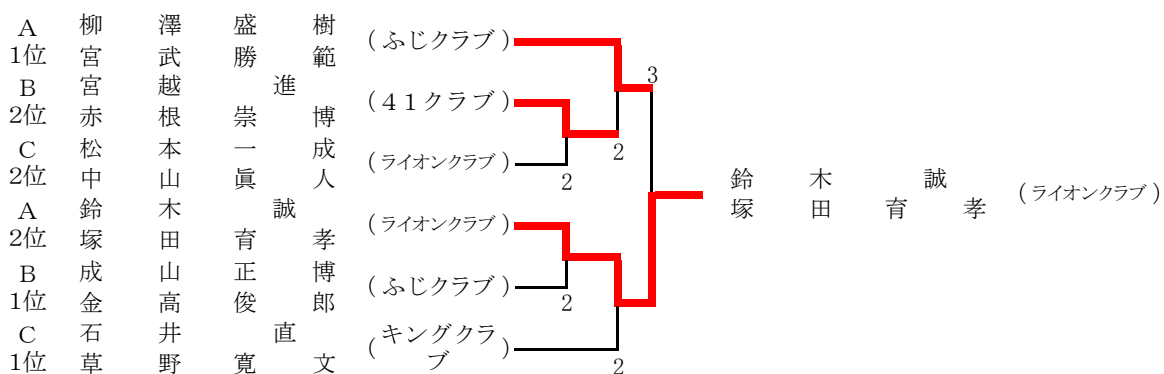 A 柳澤盛樹 (ふじクラブ)
1位 宮武勝範
B 宮越進 (41クラブ)
2位 赤根崇博
C 松本一成 (ライオンクラブ)
2位 中山眞人
A 鈴木誠 (ライオンクラブ)
2位 塚田育孝
B 成山正博 (ふじクラブ)
1位 金高俊郎
C 石井直 (キングクラブ)
1位 草野寛文
3
2
2
2
2
鈴木誠 (ライオンクラブ)
塚田育孝